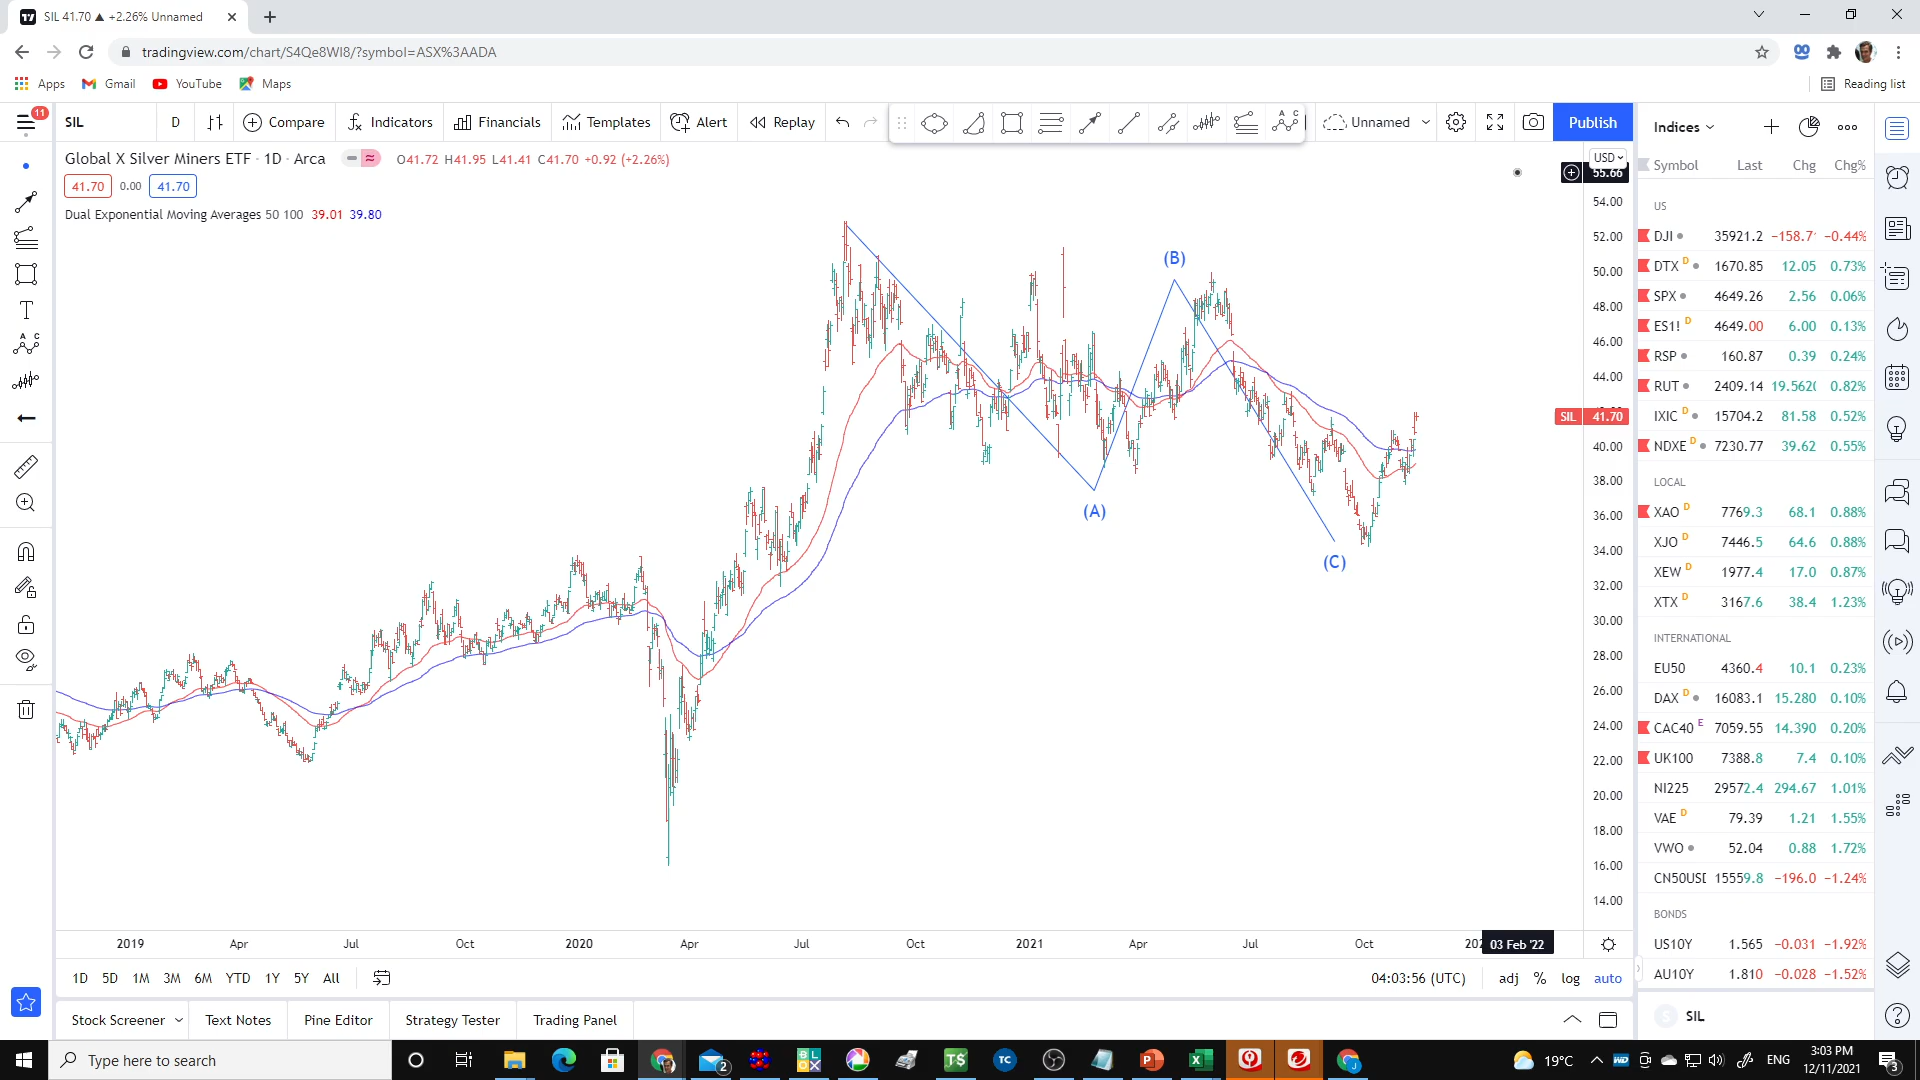 SIL 41.70 ▲ +2.26% Unnamed
tradingview.com/chart/S4Qe8WI8/?symbol=ASX%3AADA
Apps Gmail YouTube Maps Reading list
11 SIL D Compare Indicators Financials Templates Alert Replay Unnamed Publish
Global X Silver Miners ETF · 1D · Arca O41.72 H41.95 L41.41 C41.70 +0.92 (+2.26%)
41.70 0.00 41.70
Dual Exponential Moving Averages 50 100 39.01 39.80
USD
55.66
54.00
52.00
50.00
48.00
46.00
44.00
SIL 41.70
40.00
38.00
36.00
34.00
32.00
30.00
28.00
26.00
24.00
22.00
20.00
18.00
16.00
14.00
(A)
(B)
(C)
2019 Apr Jul Oct 2020 Apr Jul Oct 2021 Apr Jul Oct 03 Feb '22
1D 5D 1M 3M 6M YTD 1Y 5Y All 04:03:56 (UTC) adj % log auto
Stock Screener Text Notes Pine Editor Strategy Tester Trading Panel
Indices
Symbol Last Chg Chg%
US
DJI 35921.2 −158.7 −0.44%
DTX D 1670.85 12.05 0.73%
SPX 4649.26 2.56 0.06%
ES1! D 4649.00 6.00 0.13%
RSP 160.87 0.39 0.24%
RUT 2409.14 19.562 0.82%
IXIC D 15704.2 81.58 0.52%
NDXE D 7230.77 39.62 0.55%
LOCAL
XAO D 7769.3 68.1 0.88%
XJO D 7446.5 64.6 0.88%
XEW D 1977.4 17.0 0.87%
XTX D 3167.6 38.4 1.23%
INTERNATIONAL
EU50 4360.4 10.1 0.23%
DAX D 16083.1 15.280 0.10%
CAC40 E 7059.55 14.390 0.20%
UK100 7388.8 7.4 0.10%
NI225 29572.4 294.67 1.01%
VAE D 79.39 1.21 1.55%
VWO 52.04 0.88 1.72%
CN50USD 15559.8 −196.0 −1.24%
BONDS
US10Y 1.565 −0.031 −1.92%
AU10Y 1.810 −0.028 −1.52%
S SIL
Type here to search
19°C ENG 3:03 PM
12/11/2021 3